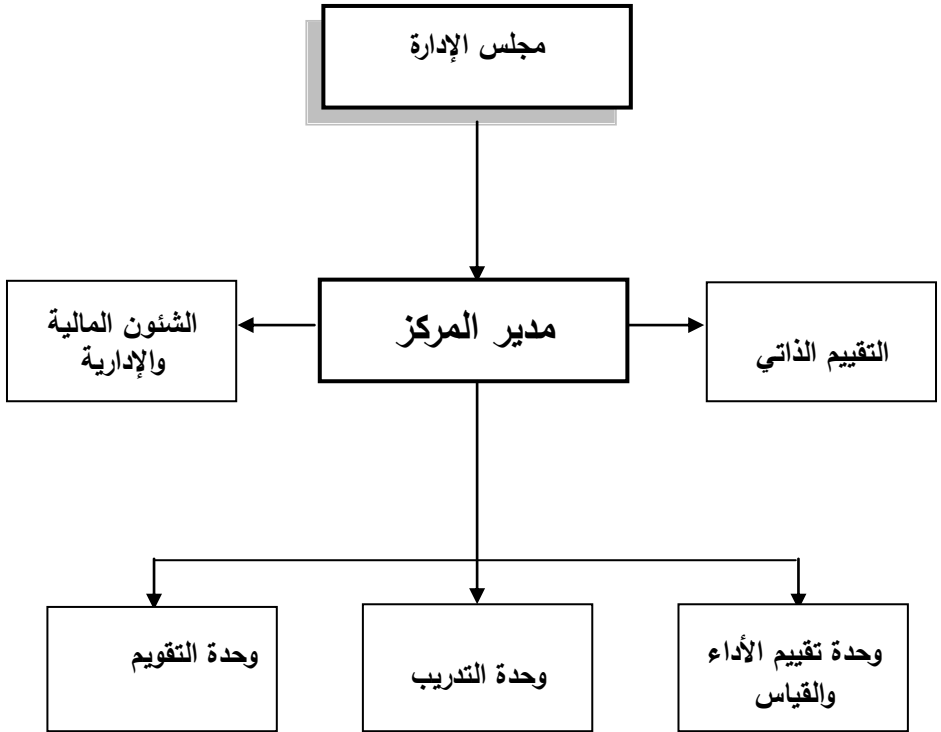 مجلس الإدارة
مدير المركز
التقييم الذاتي
الشئون المالية
والإدارية
وحدة تقييم الأداء
والقياس
وحدة التدريب
وحدة التقويم